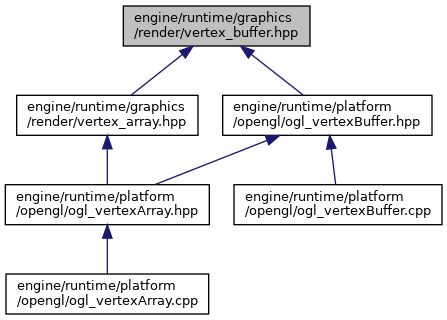 engine/runtime/graphics
/render/vertex_buffer.hpp
engine/runtime/graphics
/render/vertex_array.hpp
engine/runtime/platform
/opengl/ogl_vertexBuffer.hpp
engine/runtime/platform
/opengl/ogl_vertexArray.hpp
engine/runtime/platform
/opengl/ogl_vertexBuffer.cpp
engine/runtime/platform
/opengl/ogl_vertexArray.cpp